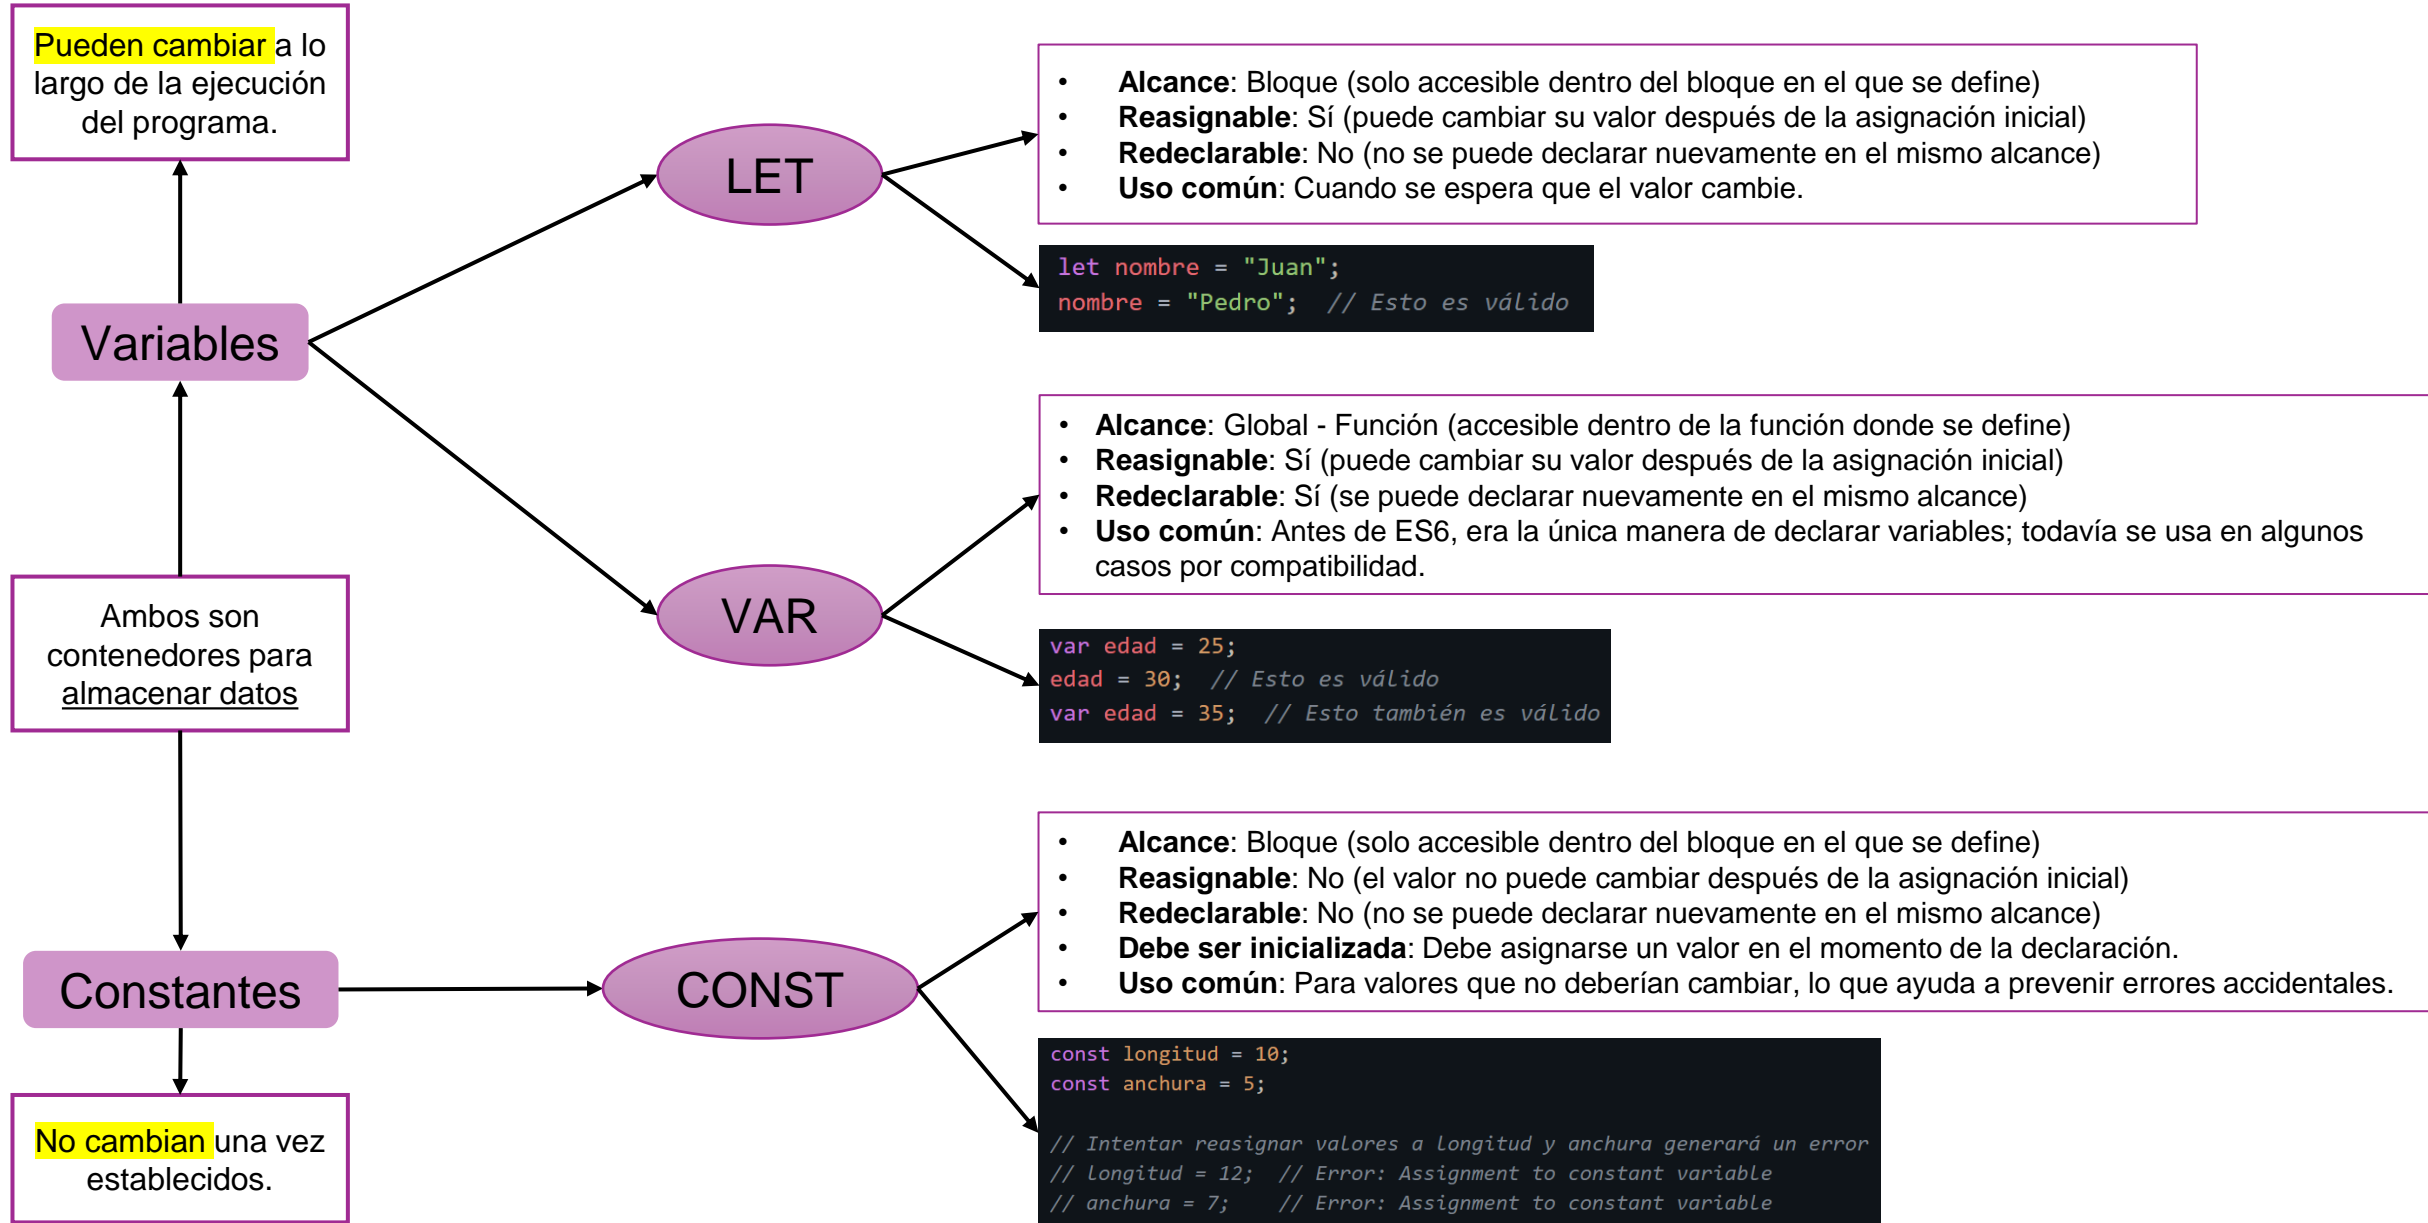 Pueden cambiar a lo
largo de la ejecución
del programa.
Variables
Ambos son
contenedores para
almacenar datos
Constantes
No cambian una vez
establecidos.
LET
• Alcance: Bloque (solo accesible dentro del bloque en el que se define)
• Reasignable: Sí (puede cambiar su valor después de la asignación inicial)
• Redeclarable: No (no se puede declarar nuevamente en el mismo alcance)
• Uso común: Cuando se espera que el valor cambie.
let nombre = "Juan";
nombre = "Pedro";  // Esto es válido
VAR
• Alcance: Global - Función (accesible dentro de la función donde se define)
• Reasignable: Sí (puede cambiar su valor después de la asignación inicial)
• Redeclarable: Sí (se puede declarar nuevamente en el mismo alcance)
• Uso común: Antes de ES6, era la única manera de declarar variables; todavía se usa en algunos
casos por compatibilidad.
var edad = 25;
edad = 30;  // Esto es válido
var edad = 35;  // Esto también es válido
CONST
• Alcance: Bloque (solo accesible dentro del bloque en el que se define)
• Reasignable: No (el valor no puede cambiar después de la asignación inicial)
• Redeclarable: No (no se puede declarar nuevamente en el mismo alcance)
• Debe ser inicializada: Debe asignarse un valor en el momento de la declaración.
• Uso común: Para valores que no deberían cambiar, lo que ayuda a prevenir errores accidentales.
const longitud = 10;
const anchura = 5;
// Intentar reasignar valores a longitud y anchura generará un error
// longitud = 12;  // Error: Assignment to constant variable
// anchura = 7;    // Error: Assignment to constant variable